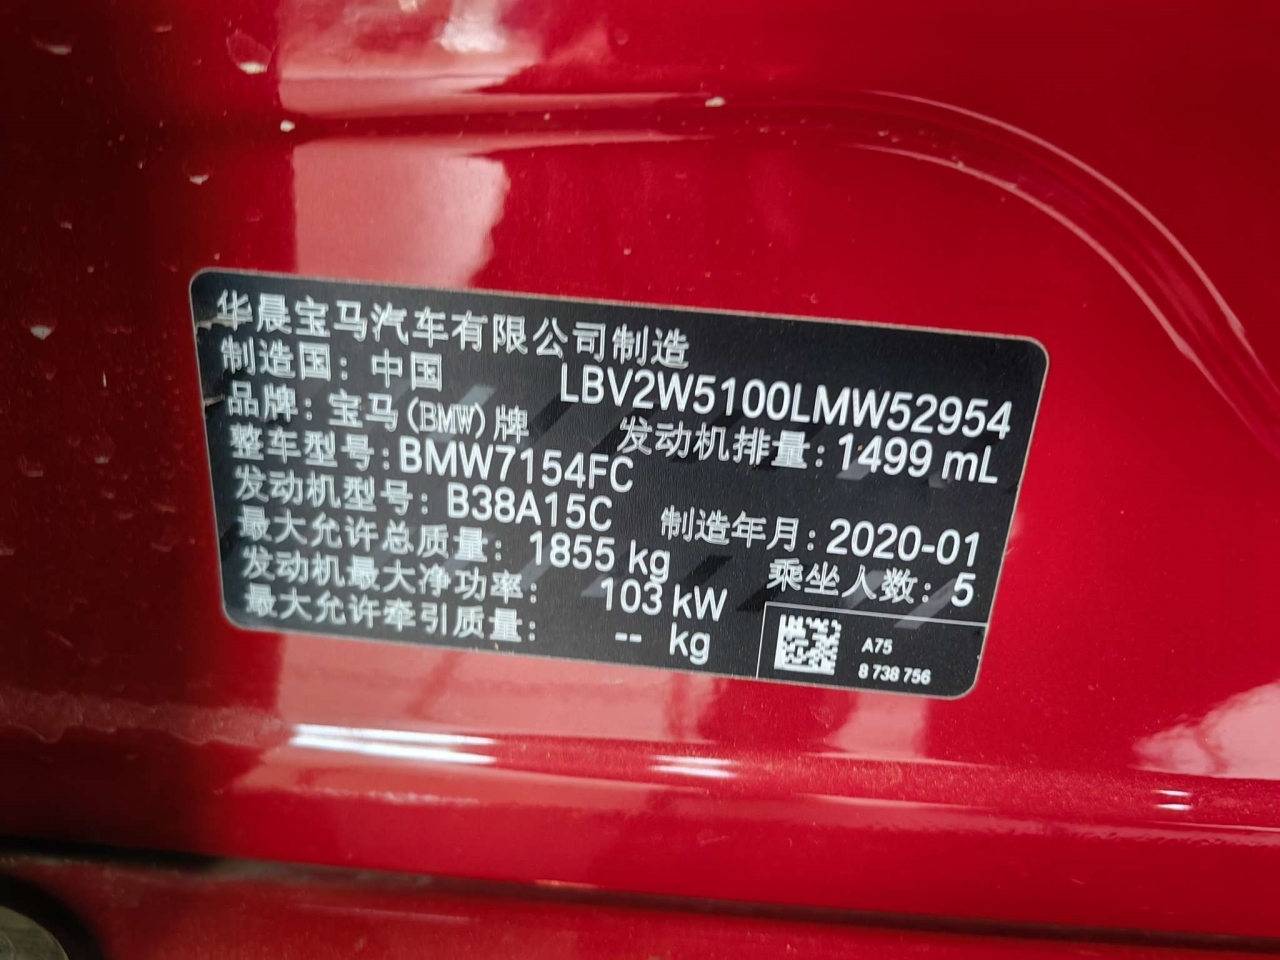 华晨宝马汽车有限公司制造
制造国：中国 LBV2W5100LMW52954
品牌：宝马(BMW)牌 发动机排量：1499 mL
整车型号：BMW7154FC
发动机型号：B38A15C 制造年月：2020-01
最大允许总质量：1855 kg 乘坐人数：5
发动机最大净功率：103 kW
最大允许牵引质量：-- kg
A75
8 738 756